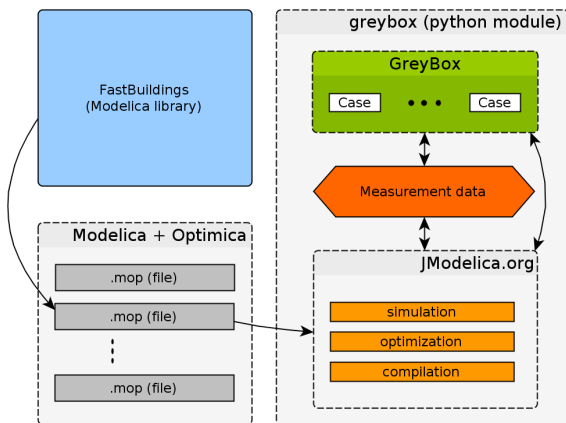 FastBuildings
(Modelica library)
Modelica + Optimica
.mop (file)
.mop (file)
.mop (file)
greybox (python module)
GreyBox
Case
Case
Measurement data
JModelica.org
simulation
optimization
compilation